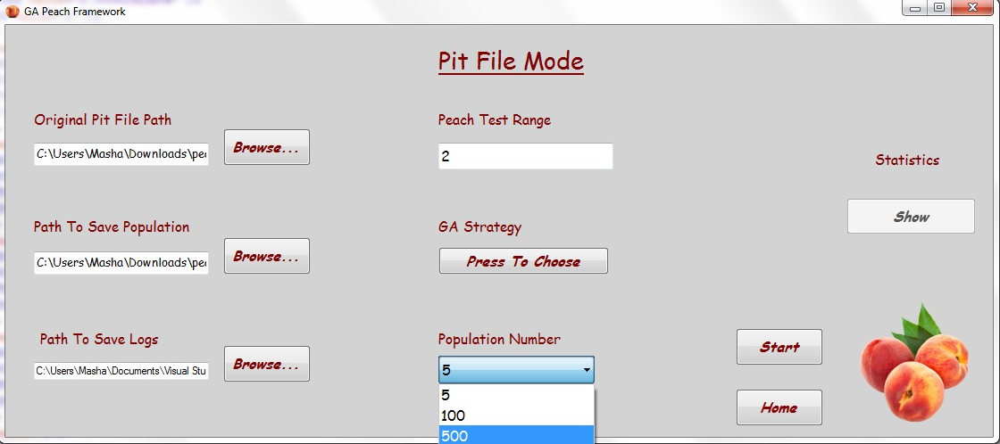 GA Peach Framework
Pit File Mode
Original Pit File Path
C:\Users\Masha\Downloads\pe
Browse...
Peach Test Range
2
Statistics
Show
Path To Save Population
C:\Users\Masha\Downloads\pe
Browse...
GA Strategy
Press To Choose
Path To Save Logs
C:\Users\Masha\Documents\Visual Stu
Browse...
Population Number
5
5
100
500
Start
Home